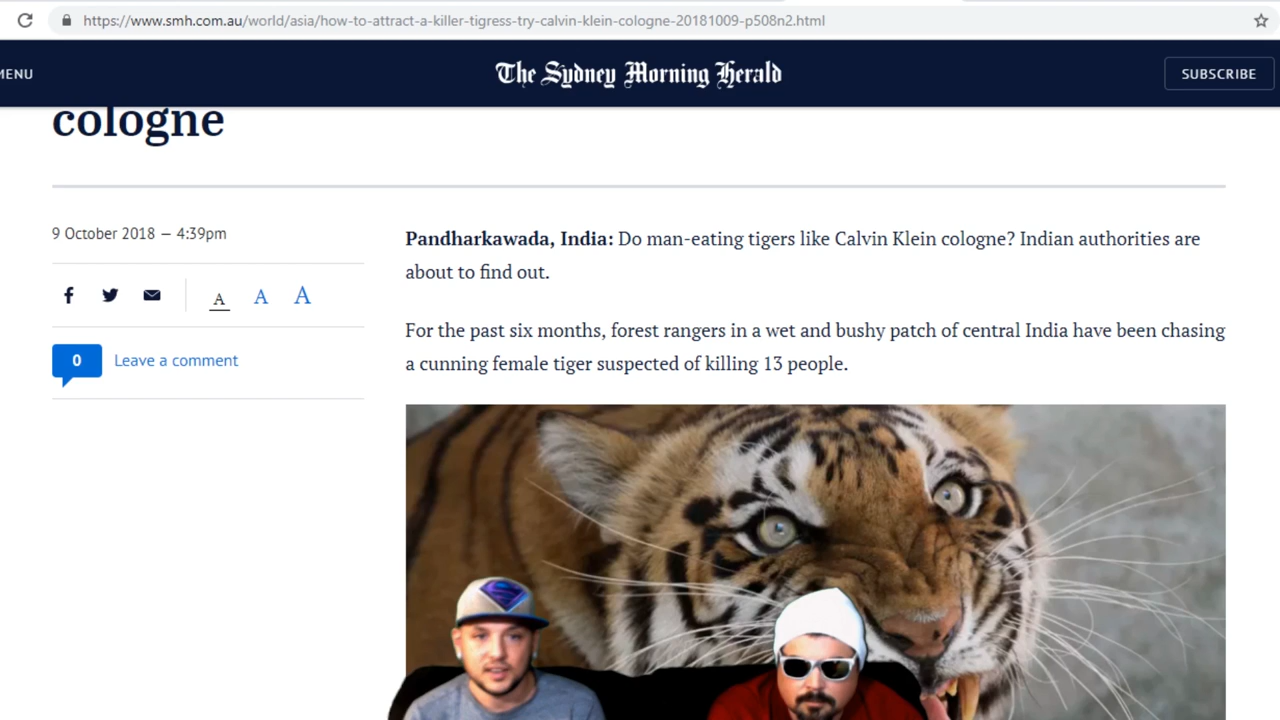 https://www.smh.com.au/world/asia/how-to-attract-a-killer-tigress-try-calvin-klein-cologne-20181009-p508n2.html
MENU
The Sydney Morning Herald
SUBSCRIBE
cologne
9 October 2018 — 4:39pm
A A A
0 Leave a comment
Pandharkawada, India: Do man-eating tigers like Calvin Klein cologne? Indian authorities are
about to find out.
For the past six months, forest rangers in a wet and bushy patch of central India have been chasing
a cunning female tiger suspected of killing 13 people.